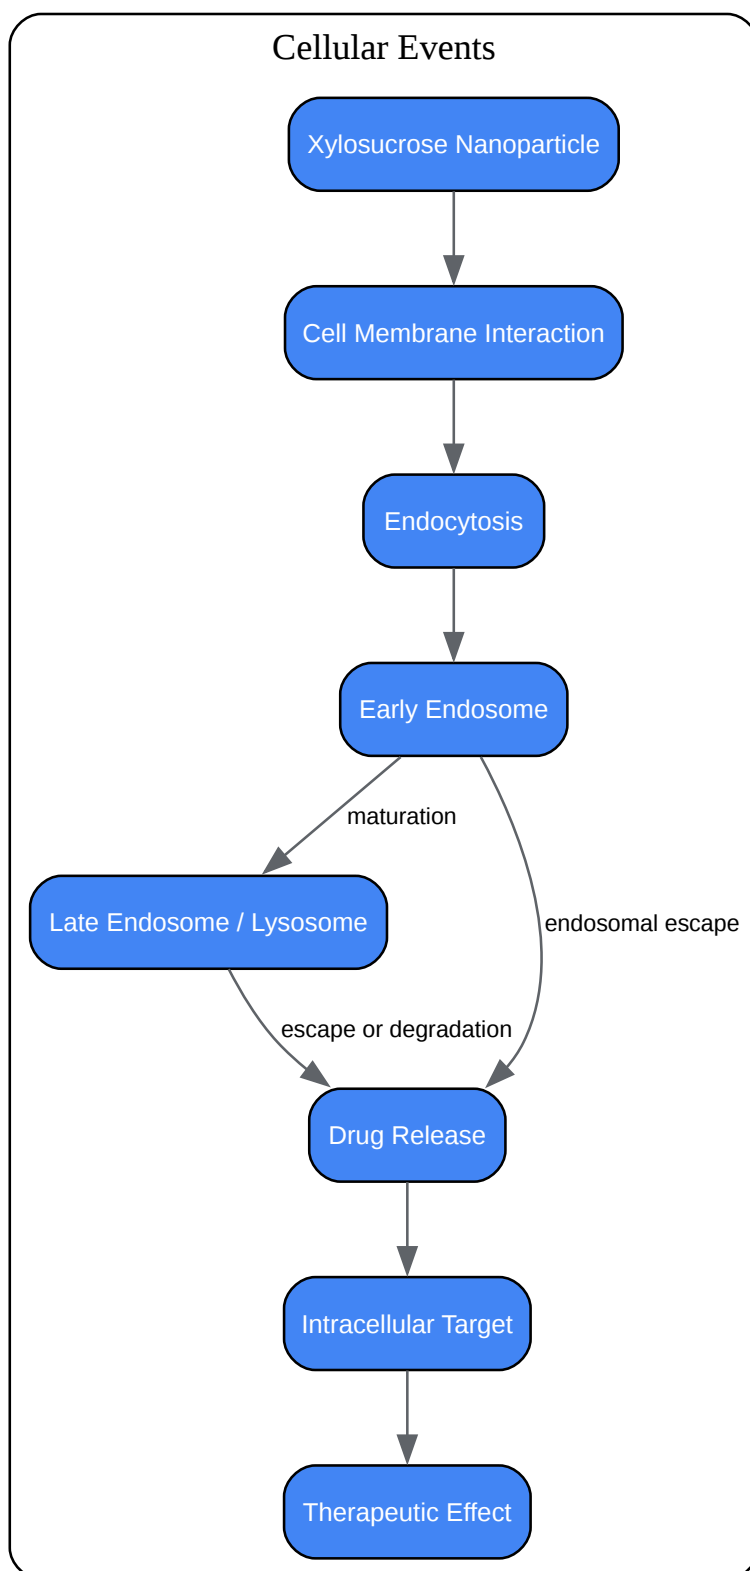 Cellular Events
Xylosucrose Nanoparticle
Cell Membrane Interaction
Endocytosis
Early Endosome
maturation
Late Endosome / Lysosome
endosomal escape
escape or degradation
Drug Release
Intracellular Target
Therapeutic Effect